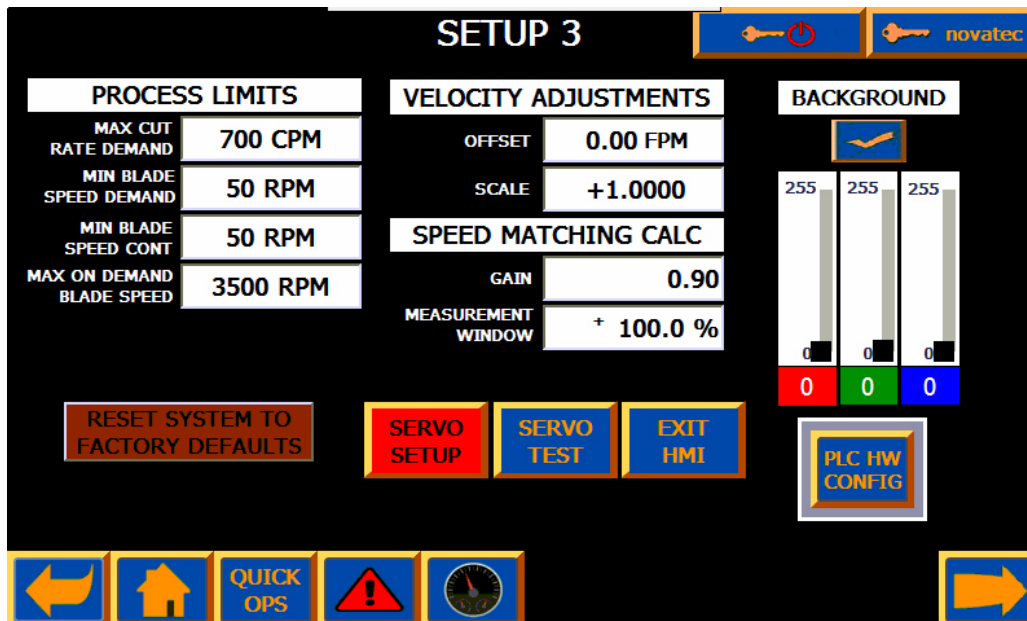 SETUP 3
novatec
PROCESS LIMITS
MAX CUT
RATE DEMAND
700 CPM
MIN BLADE
SPEED DEMAND
50 RPM
MIN BLADE
SPEED CONT
50 RPM
MAX ON DEMAND
BLADE SPEED
3500 RPM
VELOCITY ADJUSTMENTS
OFFSET
0.00 FPM
SCALE
+1.0000
SPEED MATCHING CALC
GAIN
0.90
MEASUREMENT
WINDOW
+ 100.0 %
BACKGROUND
255 255 255
0 0 0
0 0 0
RESET SYSTEM TO
FACTORY DEFAULTS
SERVO
SETUP
SERVO
TEST
EXIT
HMI
PLC HW
CONFIG
QUICK
OPS